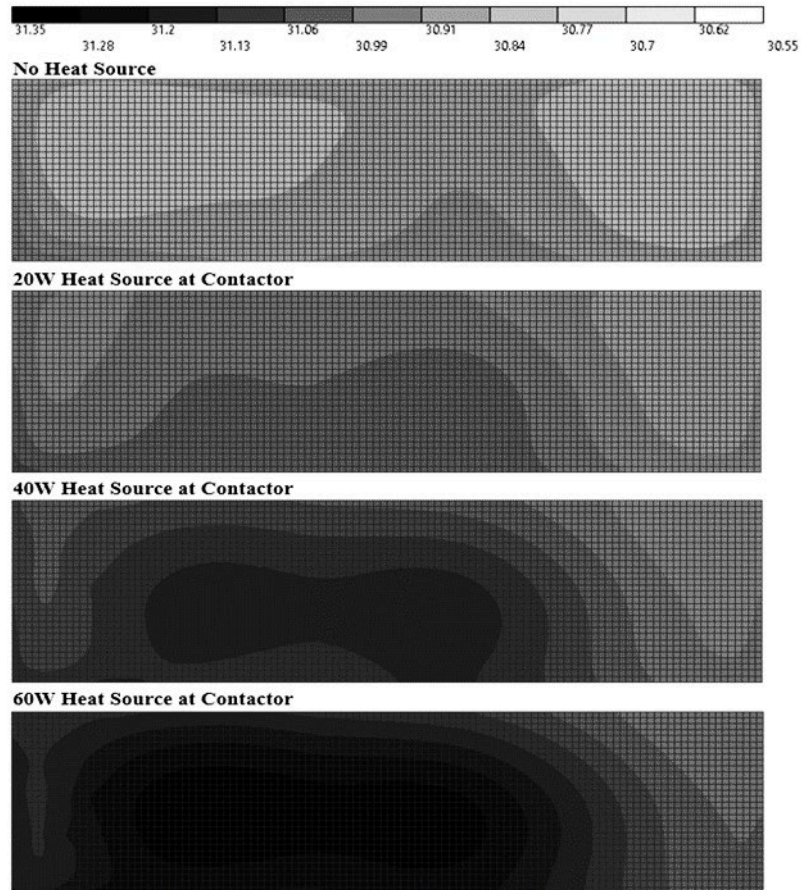 31.35 31.2 31.06 30.91 30.77 30.62
31.28 31.13 30.99 30.84 30.7 30.55
No Heat Source
20W Heat Source at Contactor
40W Heat Source at Contactor
60W Heat Source at Contactor